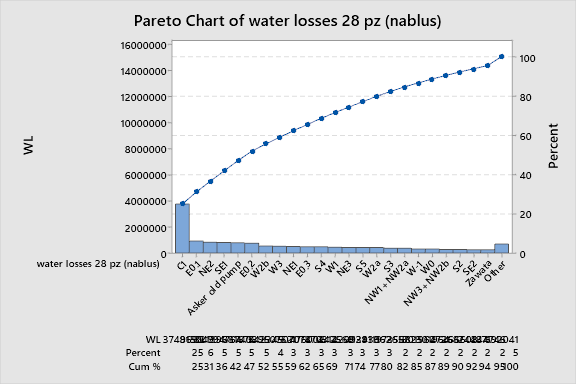 Pareto Chart of water losses 28 pz (nablus)
16000000
14000000
12000000
10000000
8000000
6000000
4000000
2000000
0
WL
100
80
60
40
20
0
Percent
water losses 28 pz (nablus)
C1
E0.1
NE2
SE1
Asker old pump
E0.2
W2b
W3
NE1
E0.3
S4
W1
NE3
S5
W2a
S3
NW1+NW2a
W-1
W0
NW3+NW2b
S2
SE2
Zawata
Other
WL
Percent 25 6 5 5 5 5 4 3 3 3 3 3 3 3 3 2 2 2 2 2 2 2 5
Cum % 25 31 36 42 47 52 55 59 62 65 69 71 74 77 80 82 85 87 89 90 92 94 95 100